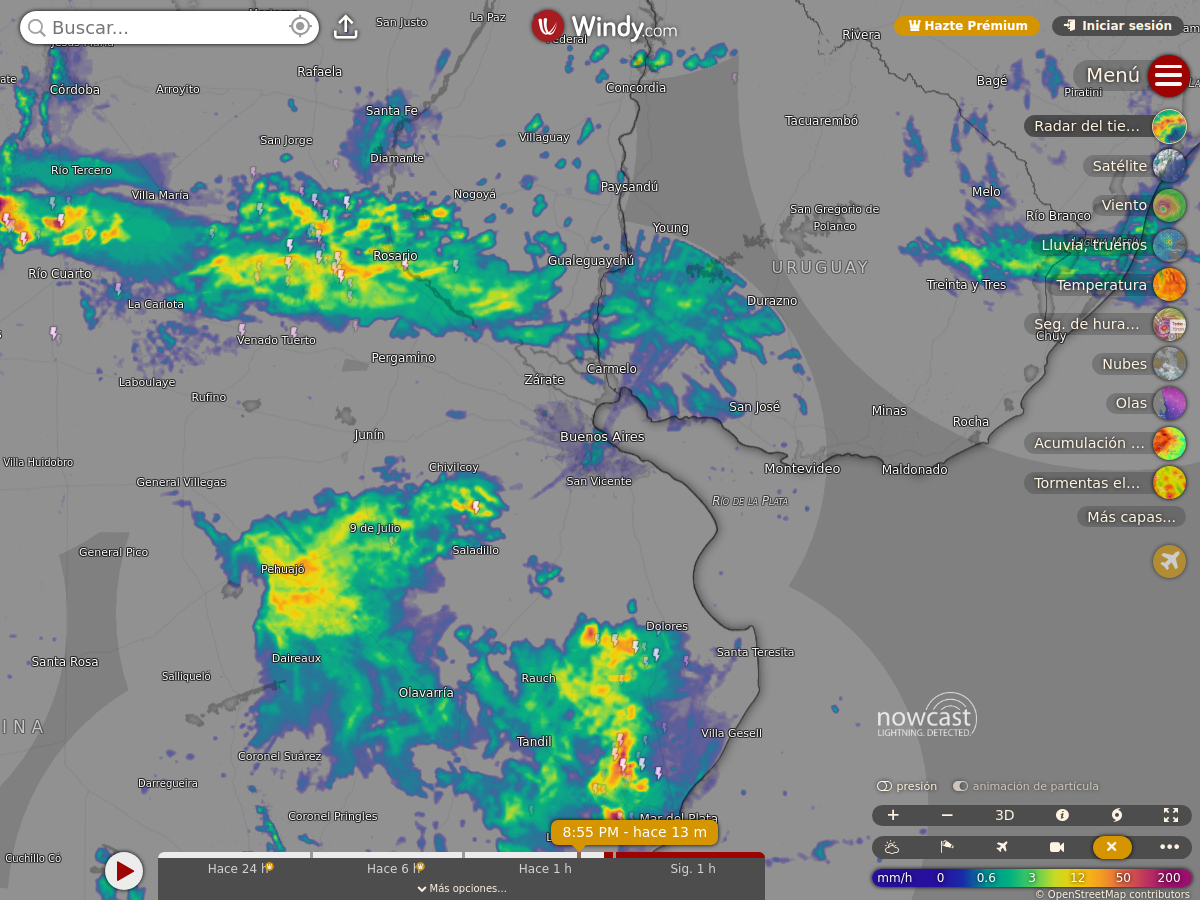 Buscar...
San Justo
La Paz
Windy.com
Federal
Hazte Prémium
Iniciar sesión
Rivera
Jesús María
Rafaela
Córdoba
Arroyito
Concordia
Bagé
Menú
Piratini
Santa Fe
Tacuarembó
Radar del tie...
San Jorge
Villaguay
Diamante
Río Tercero
Satélite
Villa María
Nogoyá
Paysandú
Melo
Viento
San Gregorio de
Polanco
Río Branco
Young
Lluvia, truenos
Rosario
Gualeguaychú
URUGUAY
Río Cuarto
Treinta y Tres
Temperatura
La Carlota
Durazno
Seg. de hura...
Chuy
Venado Tuerto
Pergamino
Nubes
Carmelo
Laboulaye
Zárate
Rufino
Olas
San José
Minas
Rocha
Junín
Buenos Aires
Acumulación ...
Villa Huidobro
Chivilcoy
Montevideo
Maldonado
General Villegas
San Vicente
Tormentas el...
Río de la Plata
Más capas...
9 de Julio
General Pico
Saladillo
Pehuajó
Dolores
Santa Rosa
Daireaux
Santa Teresita
Salliqueló
Rauch
Olavarría
INA
nowcast
LIGHTNING. DETECTED.
Tandil
Villa Gesell
Coronel Suárez
Darregueira
presión
animación de partícula
Coronel Pringles
Mar del Plata
+
−
3D
8:55 PM - hace 13 m
Cuchillo Có
Hace 24 h
Hace 6 h
Hace 1 h
Sig. 1 h
mm/h 0 0.6 3 12 50 200
Más opciones...
© OpenStreetMap contributors